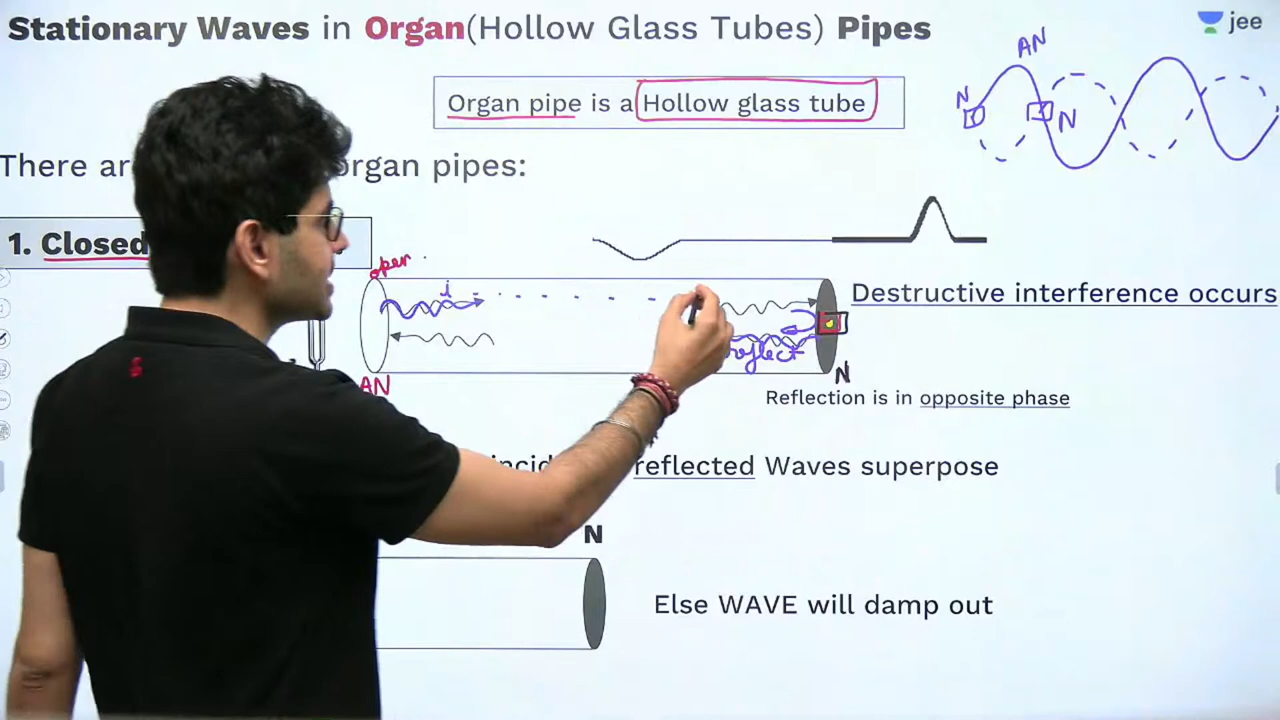 Stationary Waves in Organ(Hollow Glass Tubes) Pipes
jee
AN
Organ pipe is a Hollow glass tube
N
N
There are organ pipes:
1. Closed
open
i
Destructive interference occurs
reflect
AN
N
Reflection is in opposite phase
reflected Waves superpose
N
Else WAVE will damp out